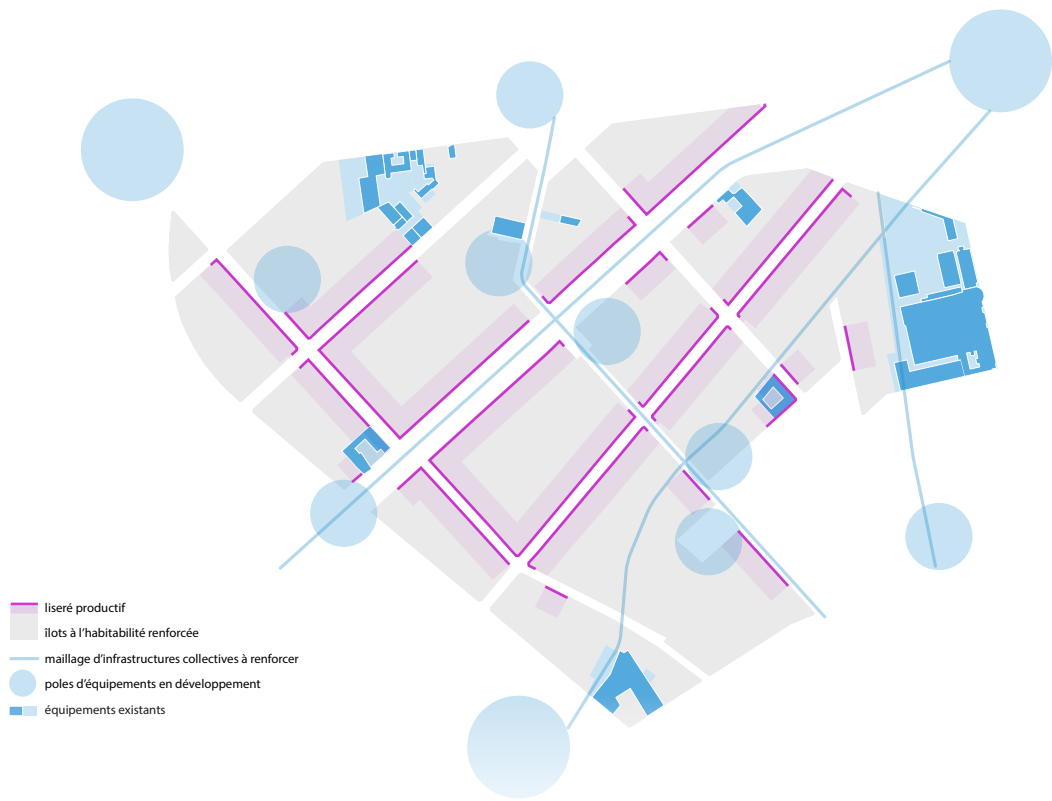 liseré productif
îlots à l'habitabilité renforcée
maillage d'infrastructures collectives à renforcer
poles d'équipements en développement
équipements existants